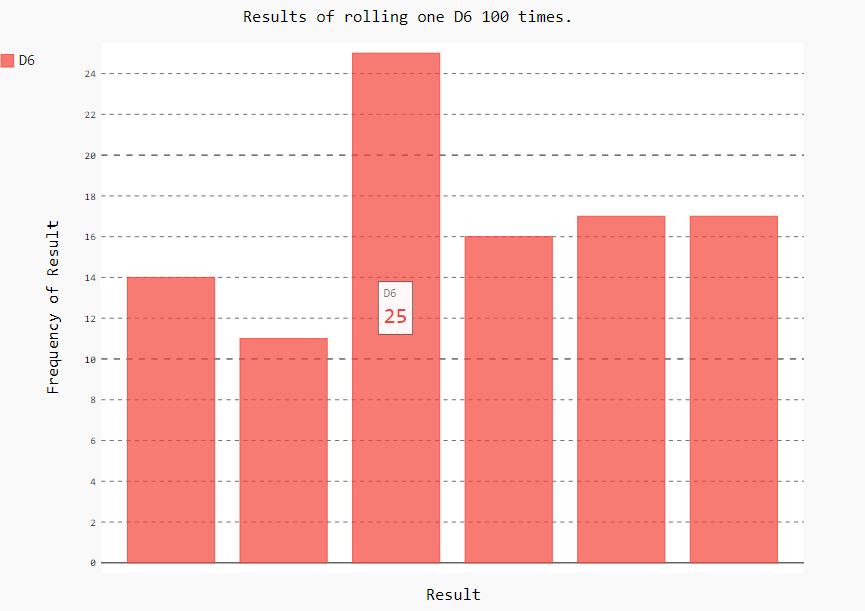 Results of rolling one D6 100 times.
D6
24
22
20
18
16
14
12
10
8
6
4
2
0
Frequency of Result
D6
25
Result